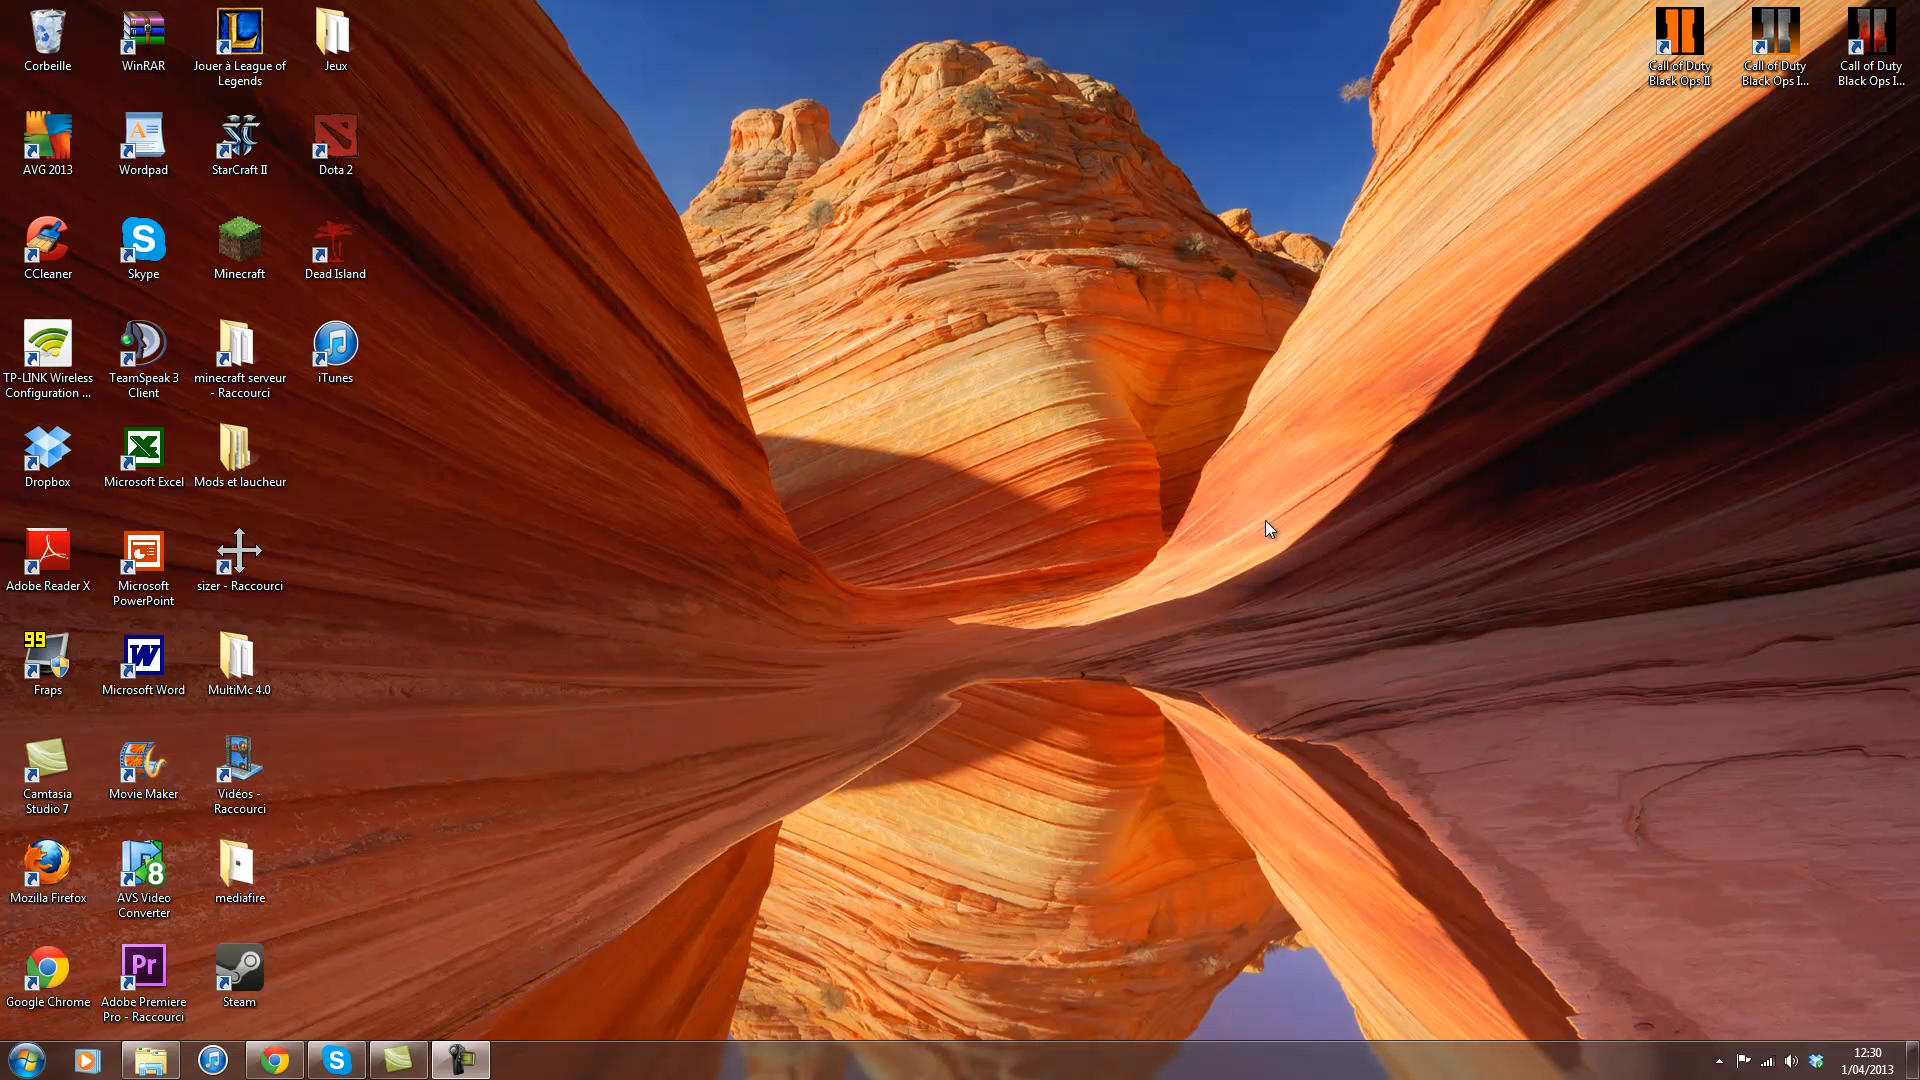 Corbeille
WinRAR
Jouer à League of
Legends
Jeux
Call of Duty
Black Ops II
Call of Duty
Black Ops I...
Call of Duty
Black Ops I...
AVG 2013
Wordpad
StarCraft II
Dota 2
CCleaner
Skype
Minecraft
Dead Island
TP-LINK Wireless
Configuration ...
TeamSpeak 3
Client
minecraft serveur
- Raccourci
iTunes
Dropbox
Microsoft Excel
Mods et laucheur
Adobe Reader X
Microsoft
PowerPoint
sizer - Raccourci
99
Fraps
Microsoft Word
MultiMc 4.0
Camtasia
Studio 7
Movie Maker
Vidéos -
Raccourci
Mozilla Firefox
8
AVS Video
Converter
mediafire
Google Chrome
Pr
Adobe Premiere
Pro - Raccourci
Steam
12:30
1/04/2013